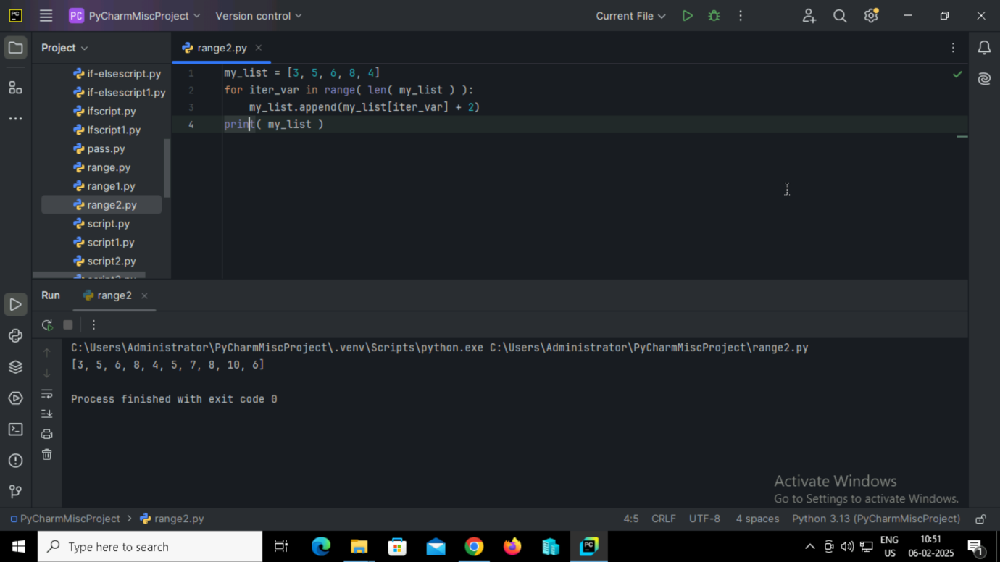 PC PC PyCharmMiscProject Version control Current File
Project
range2.py
if-elsescript.py
if-elsescript1.py
ifscript.py
Ifscript1.py
pass.py
range.py
range1.py
range2.py
script.py
script1.py
script2.py
1 my_list = [3, 5, 6, 8, 4]
2 for iter_var in range( len( my_list ) ):
3 my_list.append(my_list[iter_var] + 2)
4 print( my_list )
Run range2
C:\Users\Administrator\PyCharmMiscProject\.venv\Scripts\python.exe C:\Users\Administrator\PyCharmMiscProject\range2.py
[3, 5, 6, 8, 4, 5, 7, 8, 10, 6]
Process finished with exit code 0
Activate Windows
Go to Settings to activate Windows.
PyCharmMiscProject > range2.py 4:5 CRLF UTF-8 4 spaces Python 3.13 (PyCharmMiscProject)
Type here to search
PC
ENG
US
10:51
06-02-2025
1